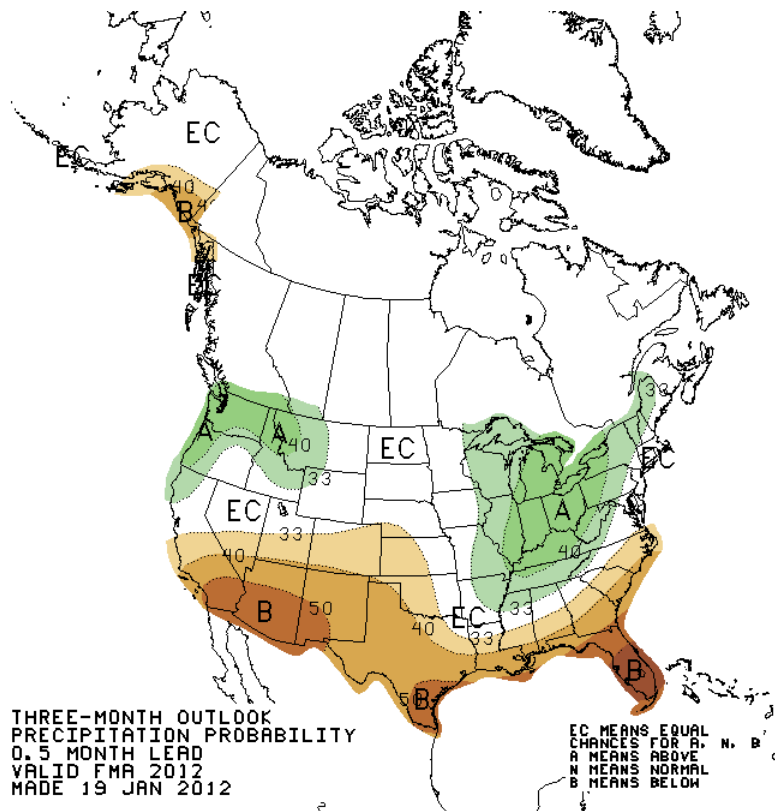 EC
EC
40
B 4
EC
A
A
40
33
EC
33
EC
A
40
EC
33
40
B
50
40
EC
33
33
B
50
B
THREE-MONTH OUTLOOK
PRECIPITATION PROBABILITY
0.5 MONTH LEAD
VALID FMA 2012
MADE 19 JAN 2012
EC MEANS EQUAL
CHANCES FOR A, N, B
A MEANS ABOVE
N MEANS NORMAL
B MEANS BELOW